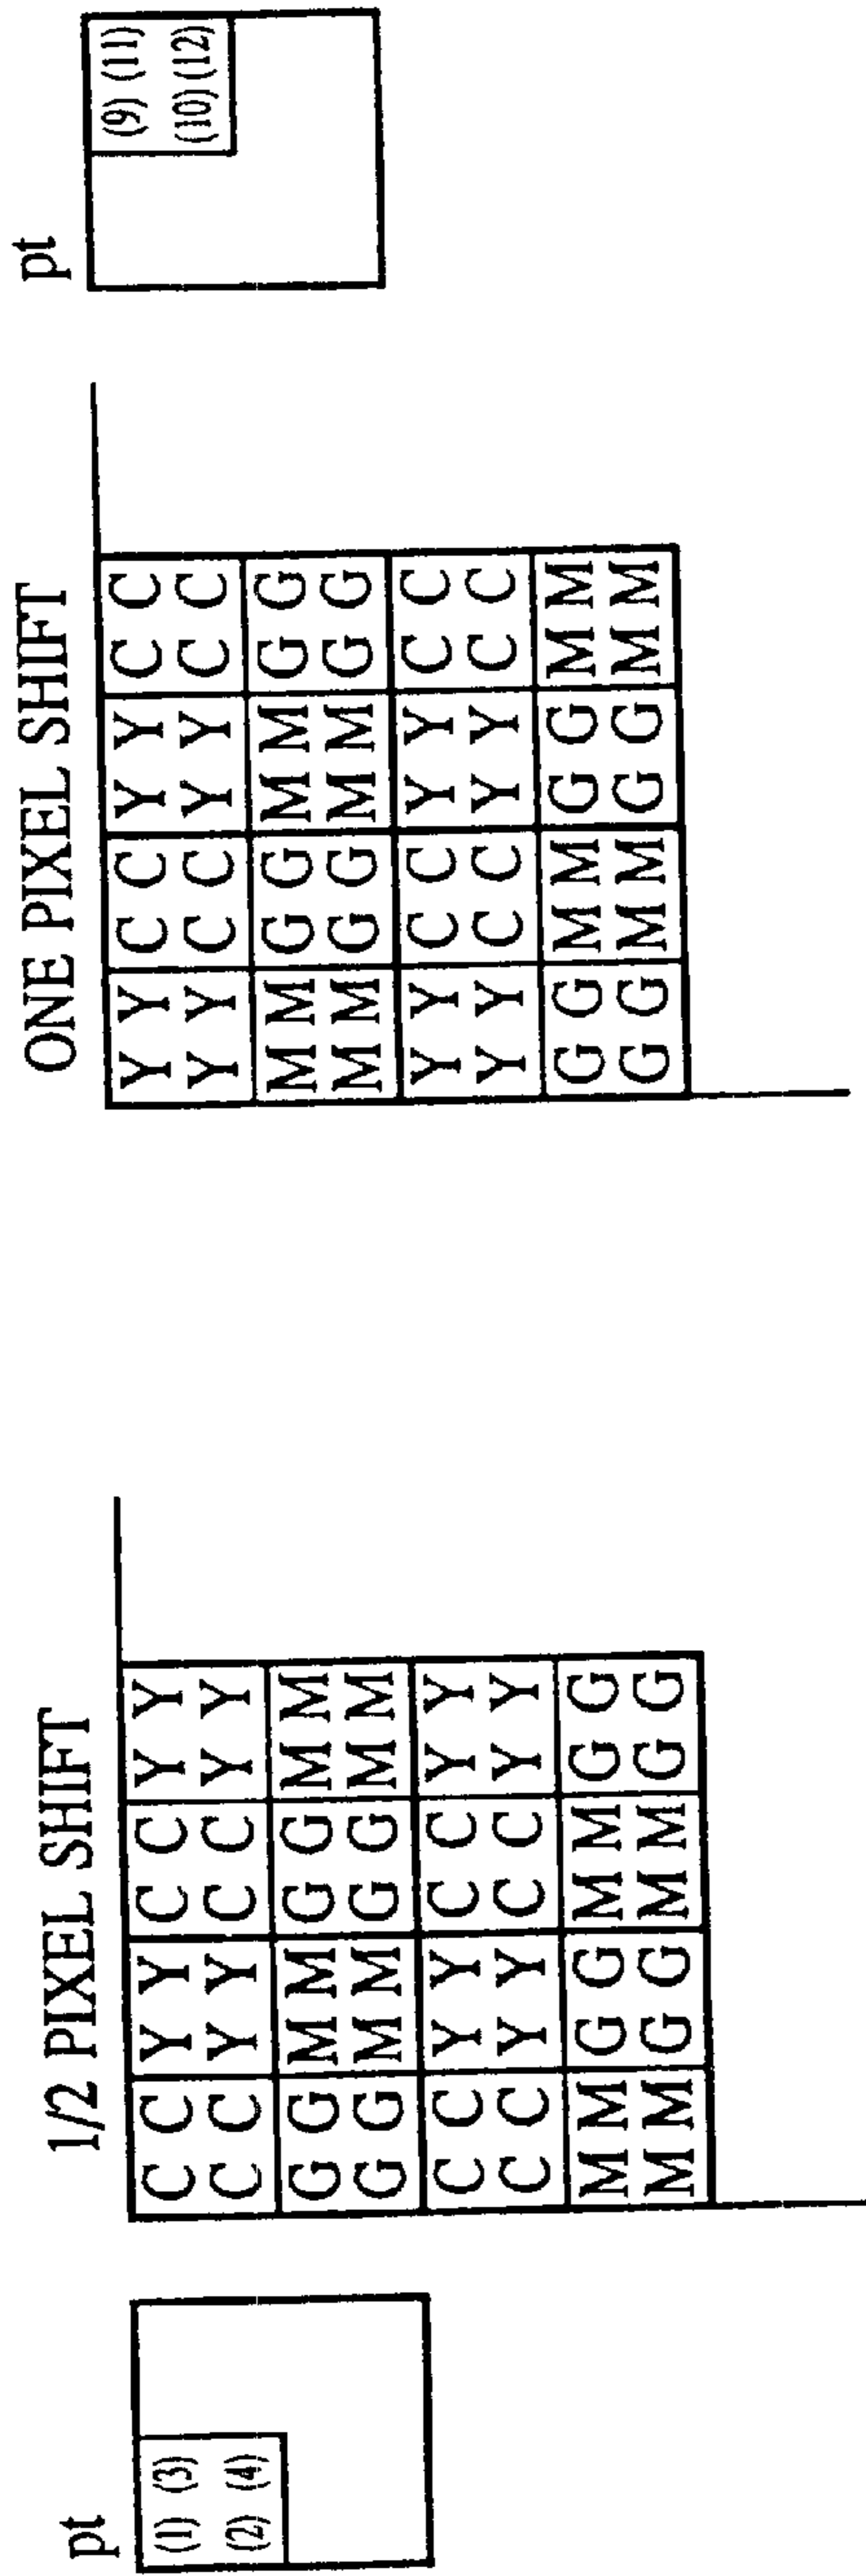 pt
(1) (3)
(2) (4)
1/2 PIXEL SHIFT
C C Y Y C C Y Y
C C Y Y C C Y Y
G G M M G G M M
G G M M G G M M
C C Y Y C C Y Y
C C Y Y C C Y Y
M M G G M M G G
M M G G M M G G
ONE PIXEL SHIFT
Y Y C C Y Y C C
Y Y C C Y Y C C
M M G G M M G G
M M G G M M G G
Y Y C C Y Y C C
Y Y C C Y Y C C
G G M M G G M M
G G M M G G M M
pt
(9) (11)
(10) (12)